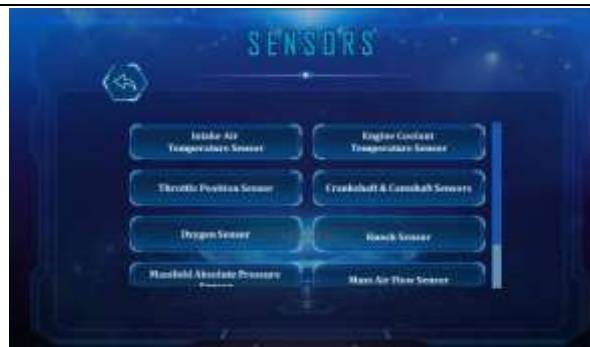 SENSORS
Intake Air
Temperature Sensor
Engine Coolant
Temperature Sensor
Throttle Position Sensor
Crankshaft & Camshaft Sensors
Oxygen Sensor
Knock Sensor
Manifold Absolute Pressure
Sensor
Mass Air Flow Sensor